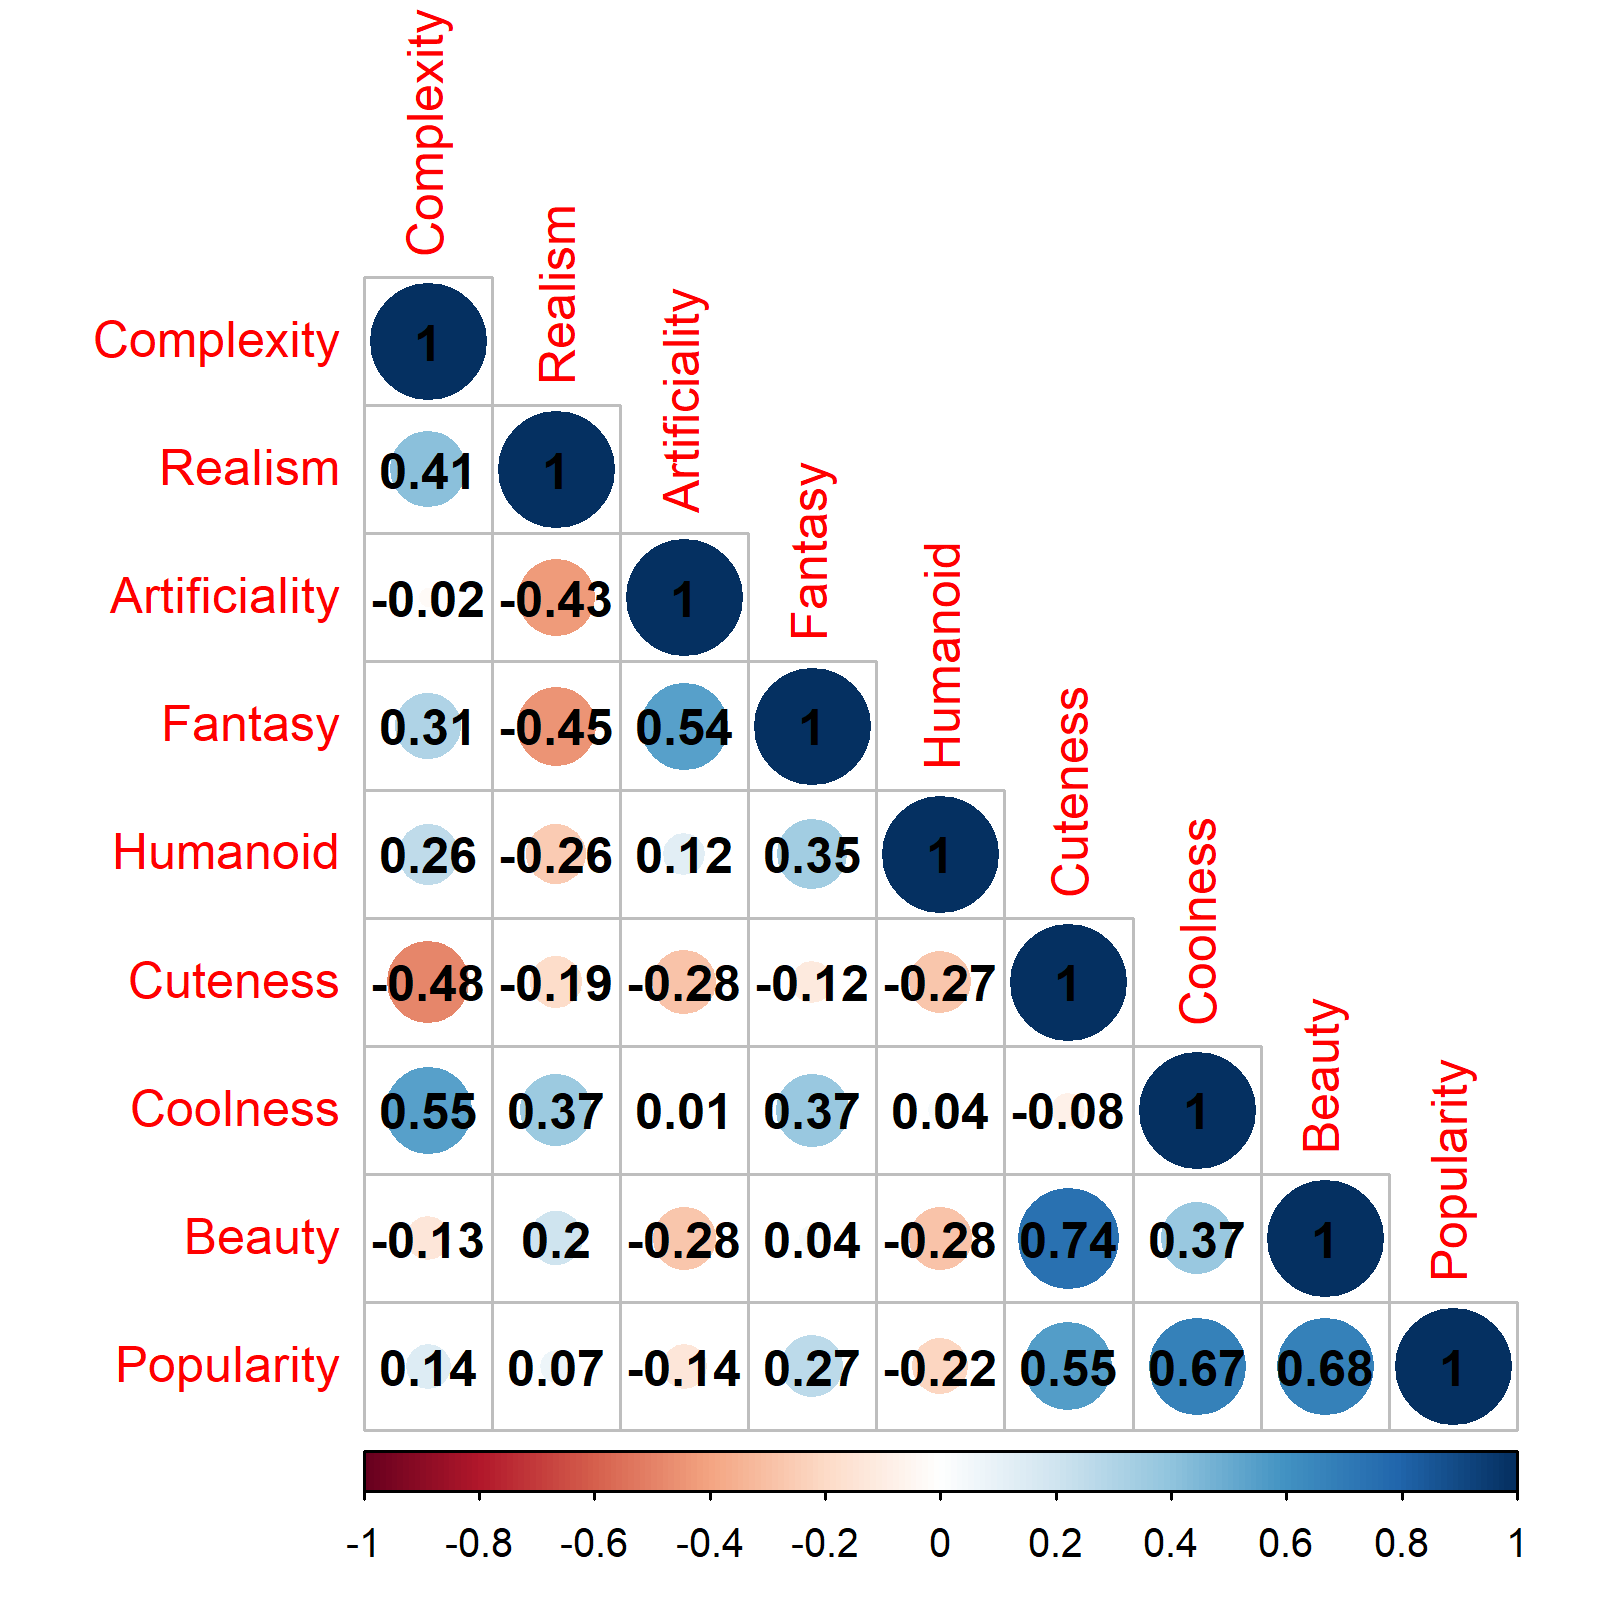 Complexity
Realism
Artificiality
Fantasy
Humanoid
Cuteness
Coolness
Beauty
Popularity
Complexity 1
Realism 0.41 1
Artificiality -0.02 -0.43 1
Fantasy 0.31 -0.45 0.54 1
Humanoid 0.26 -0.26 0.12 0.35 1
Cuteness -0.48 -0.19 -0.28 -0.12 -0.27 1
Coolness 0.55 0.37 0.01 0.37 0.04 -0.08 1
Beauty -0.13 0.2 -0.28 0.04 -0.28 0.74 0.37 1
Popularity 0.14 0.07 -0.14 0.27 -0.22 0.55 0.67 0.68 1
-1 -0.8 -0.6 -0.4 -0.2 0 0.2 0.4 0.6 0.8 1